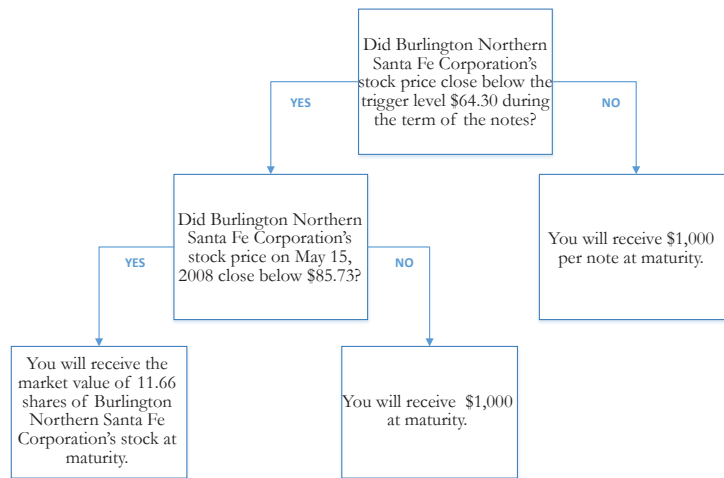 Did Burlington Northern
Santa Fe Corporation's
stock price close below the
trigger level $64.30 during
the term of the notes?
YES
NO
Did Burlington Northern
Santa Fe Corporation's
stock price on May 15,
2008 close below $85.73?
You will receive $1,000
per note at maturity.
YES
NO
You will receive the
market value of 11.66
shares of Burlington
Northern Santa Fe
Corporation's stock at
maturity.
You will receive $1,000
at maturity.